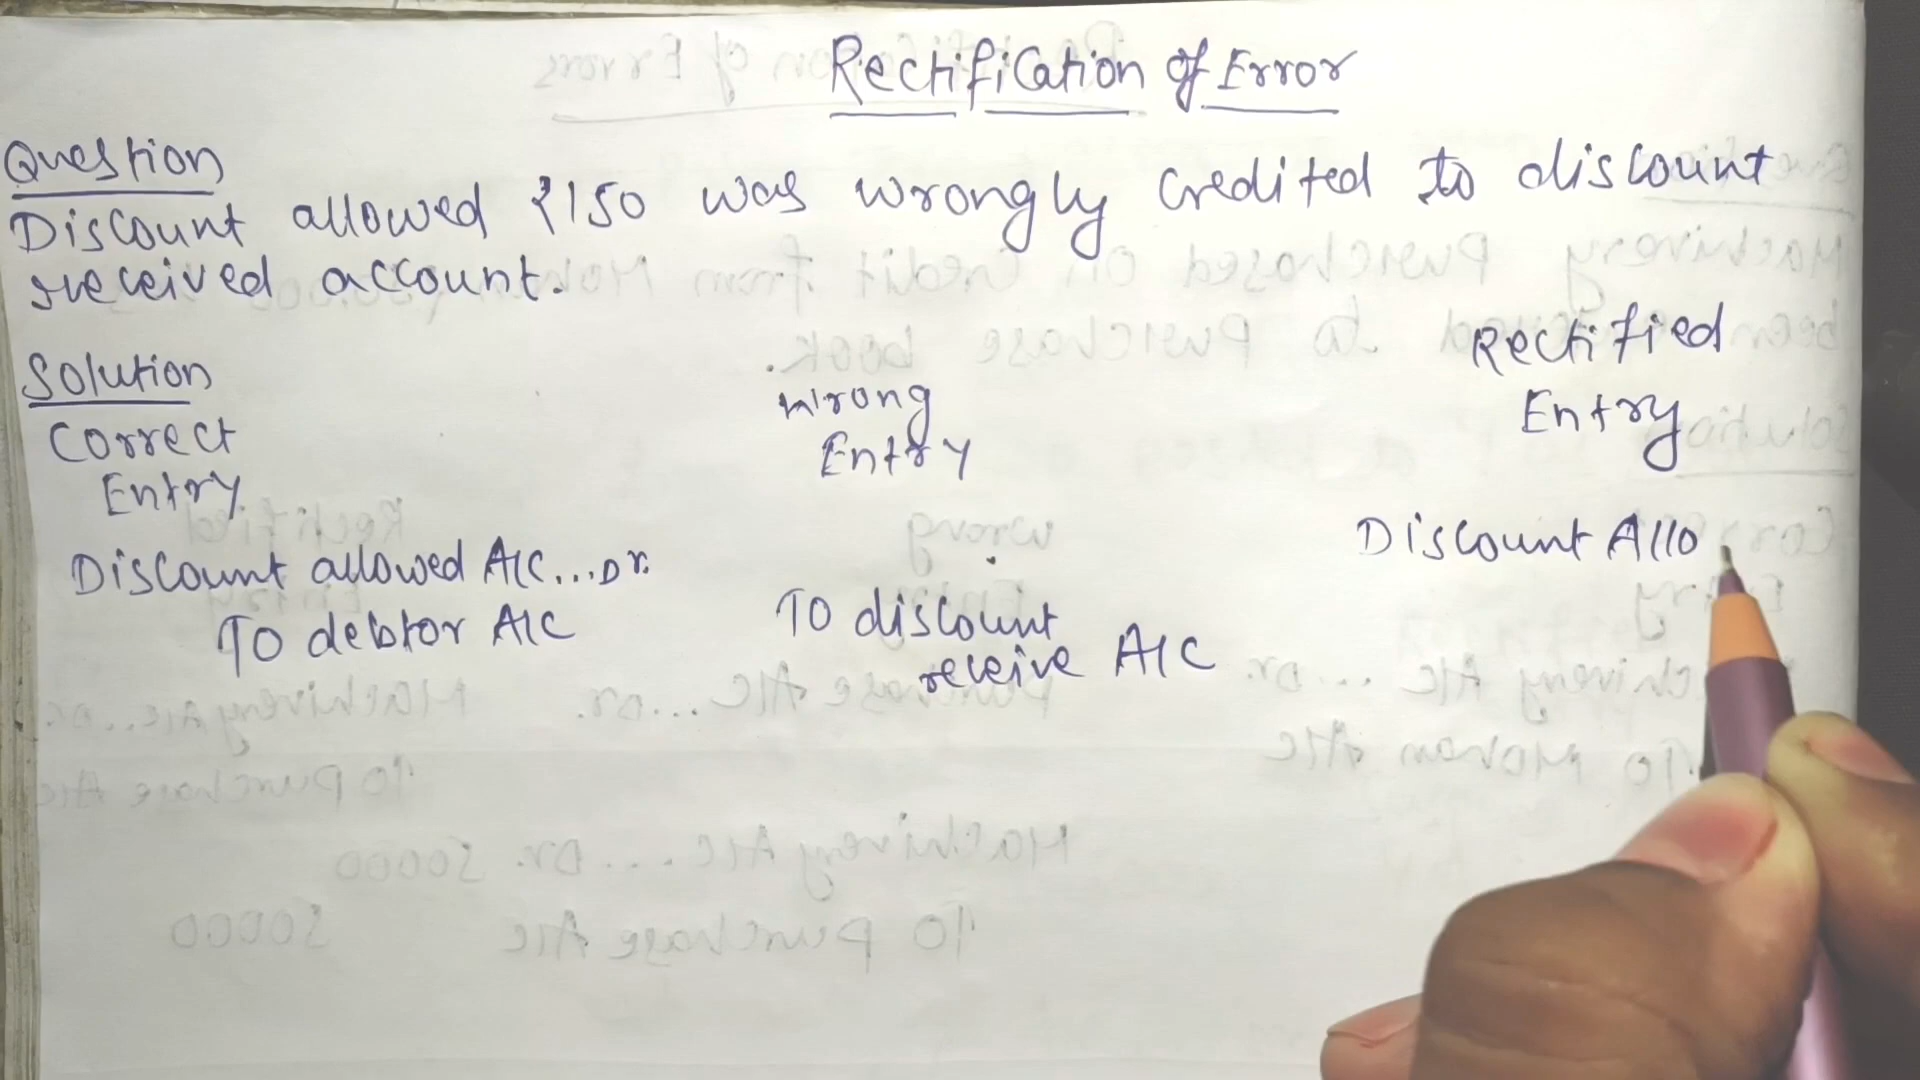 Rectification of Error
Question
Discount allowed ₹150 was wrongly credited to discount
received account.
Solution
Correct
Entry
Wrong
Entry
Rectified
Entry
Discount allowed A/C...Dr.
To debtor A/C
To discount
receive A/C
Discount Allo